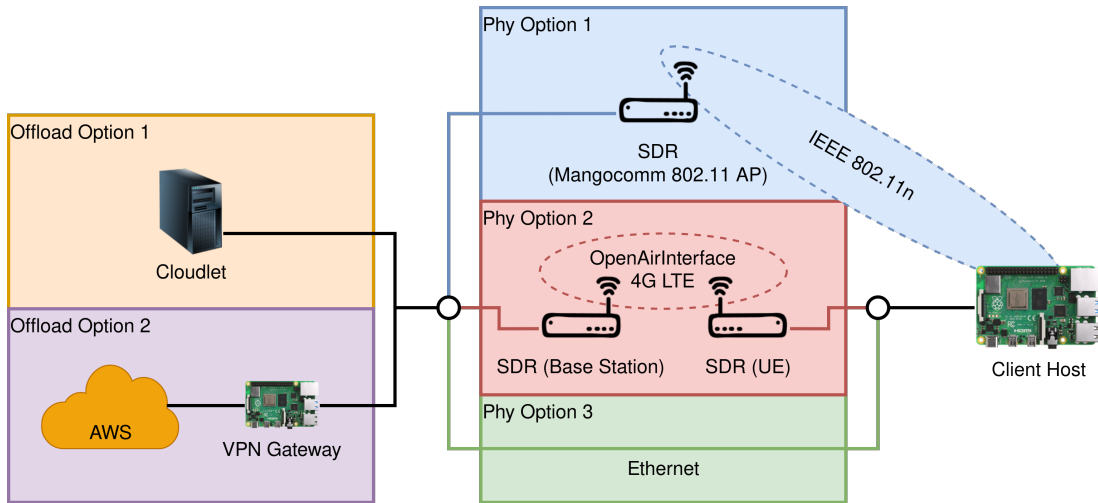 Phy Option 1
SDR
(Mangocomm 802.11 AP)
IEEE 802.11n
Offload Option 1
Cloudlet
Offload Option 2
AWS
VPN Gateway
Phy Option 2
OpenAirInterface
4G LTE
SDR (Base Station)
SDR (UE)
Client Host
Phy Option 3
Ethernet